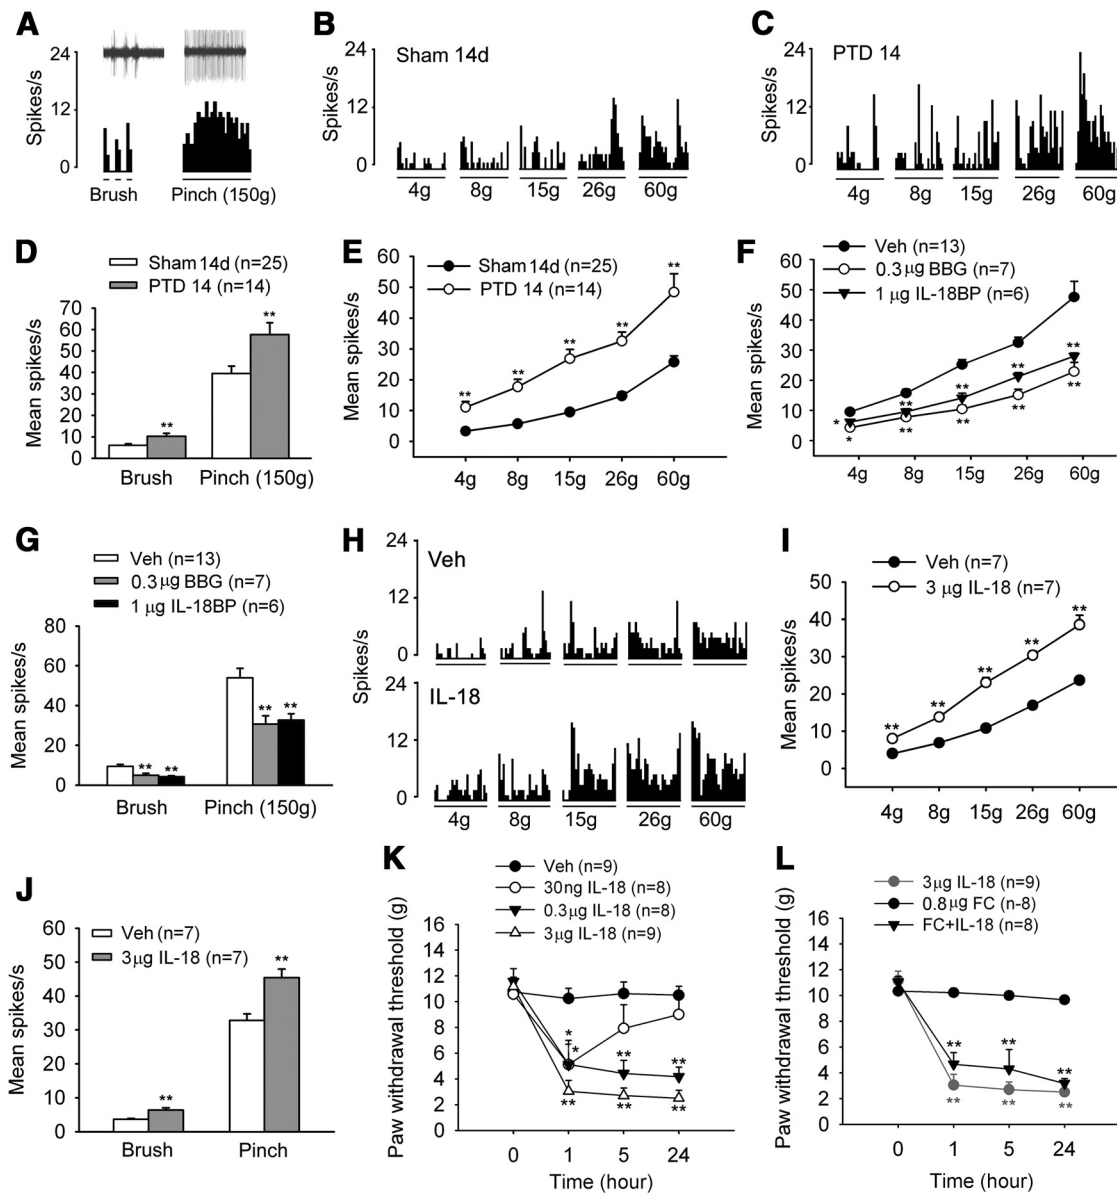 A
Spikes/s
24
12
0
Brush
Pinch (150g)
B
Sham 14d
Spikes/s
24
12
0
4g 8g 15g 26g 60g
C
PTD 14
Spikes/s
24
12
0
4g 8g 15g 26g 60g
D
Sham 14d (n=25)
PTD 14 (n=14)
Mean spikes/s
70
60
50
40
30
20
10
0
** **
Brush Pinch (150g)
E
Sham 14d (n=25)
PTD 14 (n=14)
Mean spikes/s
60
50
40
30
20
10
0
** ** ** ** **
4g 8g 15g 26g 60g
F
Veh (n=13)
0.3µg BBG (n=7)
1 µg IL-18BP (n=6)
Mean spikes/s
60
50
40
30
20
10
0
* ** ** ** **
* ** ** ** **
4g 8g 15g 26g 60g
G
Veh (n=13)
0.3µg BBG (n=7)
1 µg IL-18BP (n=6)
Mean spikes/s
80
60
40
20
0
** ** ** **
Brush Pinch (150g)
H
Spikes/s
24
Veh
12
0
24
IL-18
12
0
4g 8g 15g 26g 60g
I
Veh (n=7)
3 µg IL-18 (n=7)
Mean spikes/s
50
40
30
20
10
0
** ** ** ** **
4g 8g 15g 26g 60g
J
Veh (n=7)
3µg IL-18 (n=7)
Mean spikes/s
60
50
40
30
20
10
0
** **
Brush Pinch
K
Veh (n=9)
30ng IL-18 (n=8)
0.3µg IL-18 (n=8)
3µg IL-18 (n=9)
Paw withdrawal threshold (g)
16
14
12
10
8
6
4
2
0
*
* ** **
** ** **
0 1 5 24
Time (hour)
L
3µg IL-18 (n=9)
0.8µg FC (n-8)
FC+IL-18 (n=8)
Paw withdrawal threshold (g)
16
14
12
10
8
6
4
2
0
** ** **
** ** **
0 1 5 24
Time (hour)